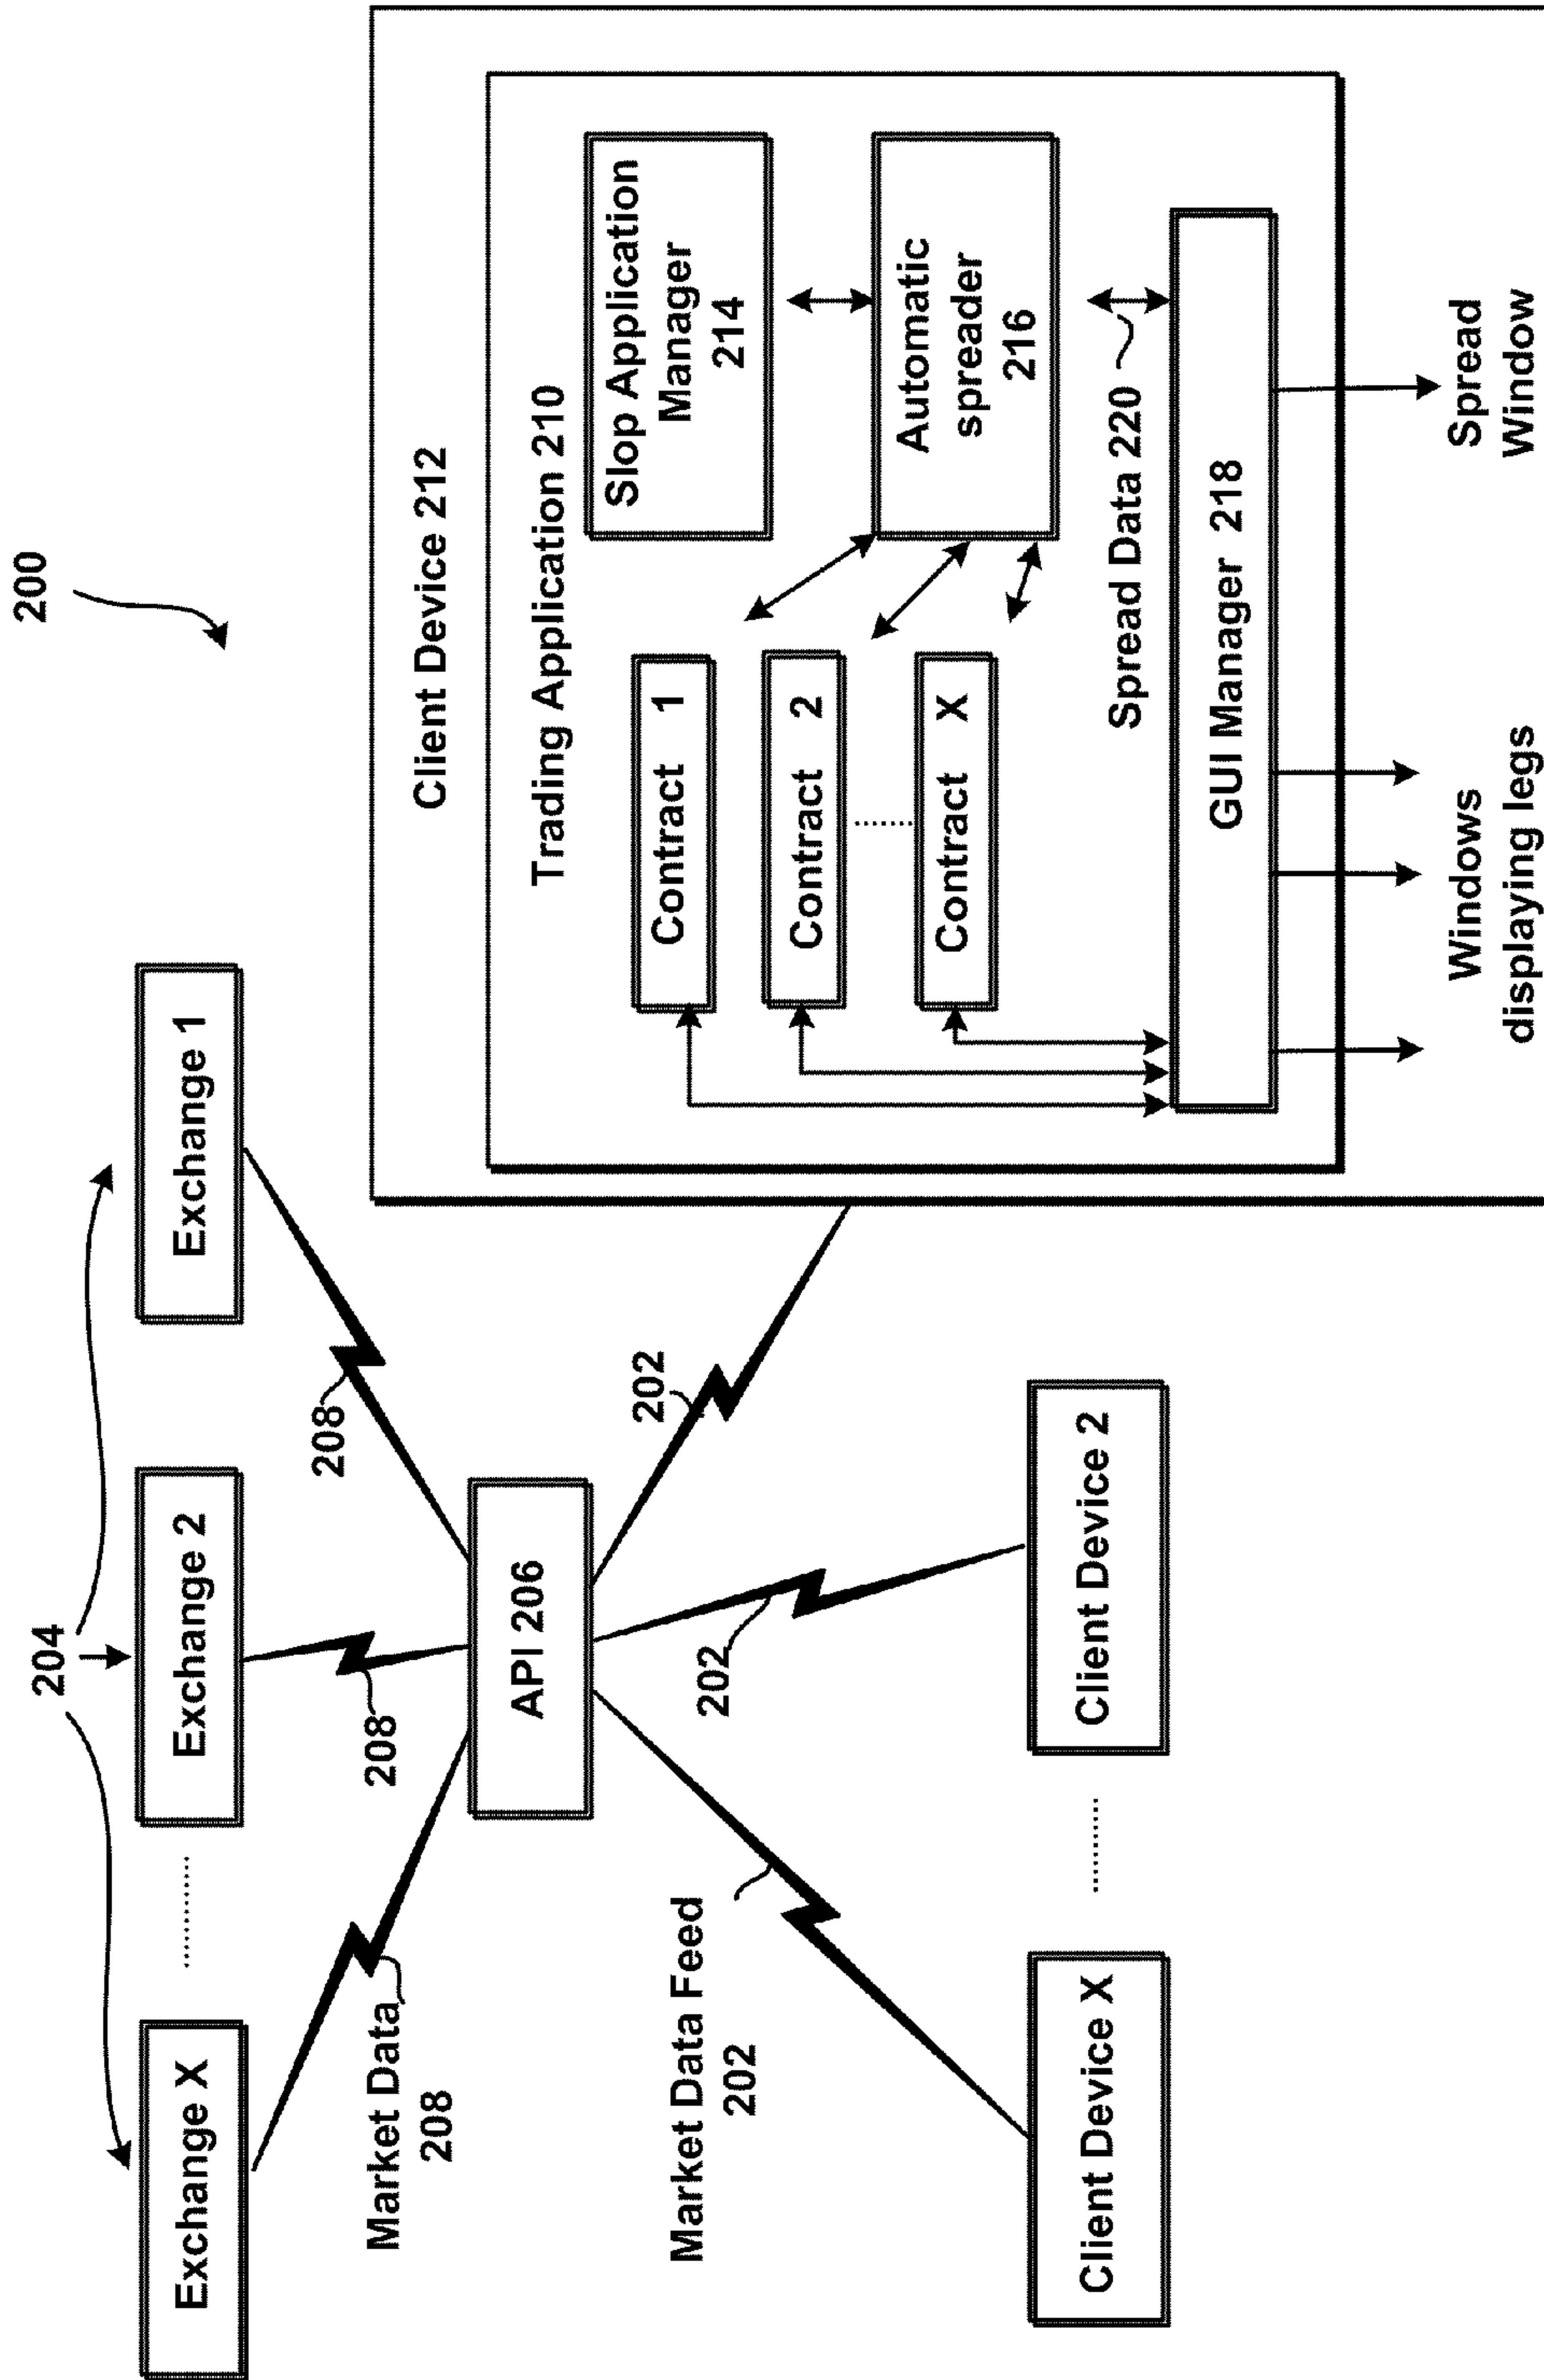 200
204
Exchange X
Exchange 2
Exchange 1
208
208
Market Data
208
API 206
202
202
Market Data Feed
202
Client Device X
Client Device 2
Client Device 212
Trading Application 210
Slop Application
Manager
214
Contract 1
Contract 2
Contract X
Automatic
spreader
216
Spread Data 220
GUI Manager 218
Windows
displaying legs
Spread
Window